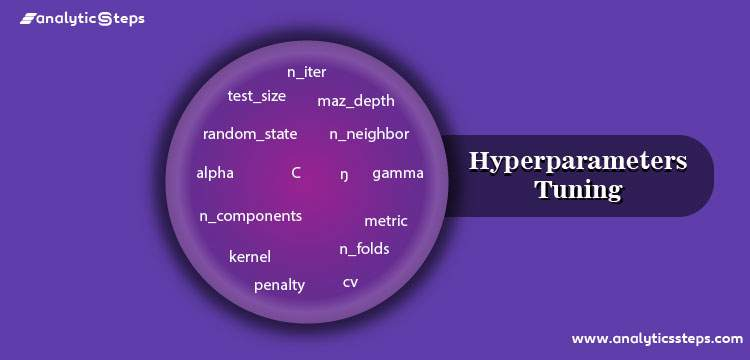 analyticSteps
n_iter
test_size maz_depth
random_state n_neighbor
alpha C ŋ gamma
n_components metric
kernel n_folds
penalty cv
Hyperparameters
Tuning
www.analyticssteps.com